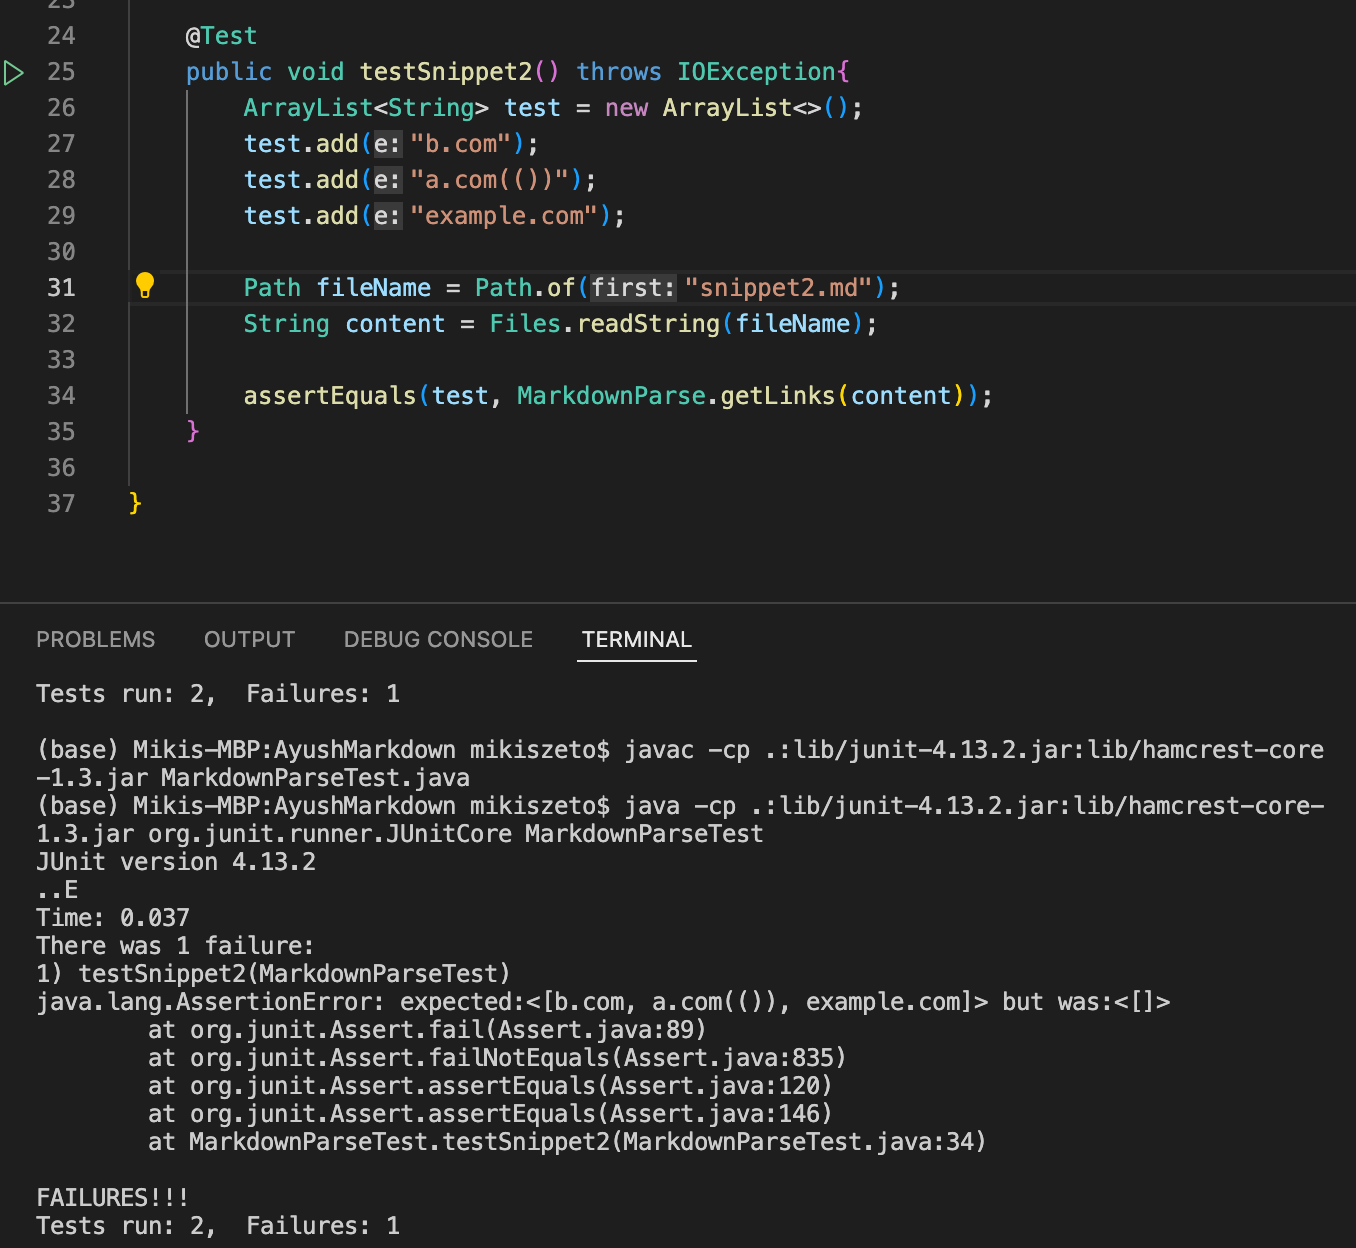 23
24 @Test
25 public void testSnippet2() throws IOException{
26 ArrayList<String> test = new ArrayList<>();
27 test.add(e: "b.com");
28 test.add(e: "a.com(())");
29 test.add(e: "example.com");
30
31 Path fileName = Path.of(first: "snippet2.md");
32 String content = Files.readString(fileName);
33
34 assertEquals(test, MarkdownParse.getLinks(content));
35 }
36
37 }
PROBLEMS OUTPUT DEBUG CONSOLE TERMINAL
Tests run: 2,  Failures: 1
(base) Mikis-MBP:AyushMarkdown mikiszeto$ javac -cp .:lib/junit-4.13.2.jar:lib/hamcrest-core
-1.3.jar MarkdownParseTest.java
(base) Mikis-MBP:AyushMarkdown mikiszeto$ java -cp .:lib/junit-4.13.2.jar:lib/hamcrest-core-
1.3.jar org.junit.runner.JUnitCore MarkdownParseTest
JUnit version 4.13.2
..E
Time: 0.037
There was 1 failure:
1) testSnippet2(MarkdownParseTest)
java.lang.AssertionError: expected:<[b.com, a.com(()), example.com]> but was:<[]>
at org.junit.Assert.fail(Assert.java:89)
at org.junit.Assert.failNotEquals(Assert.java:835)
at org.junit.Assert.assertEquals(Assert.java:120)
at org.junit.Assert.assertEquals(Assert.java:146)
at MarkdownParseTest.testSnippet2(MarkdownParseTest.java:34)
FAILURES!!!
Tests run: 2,  Failures: 1